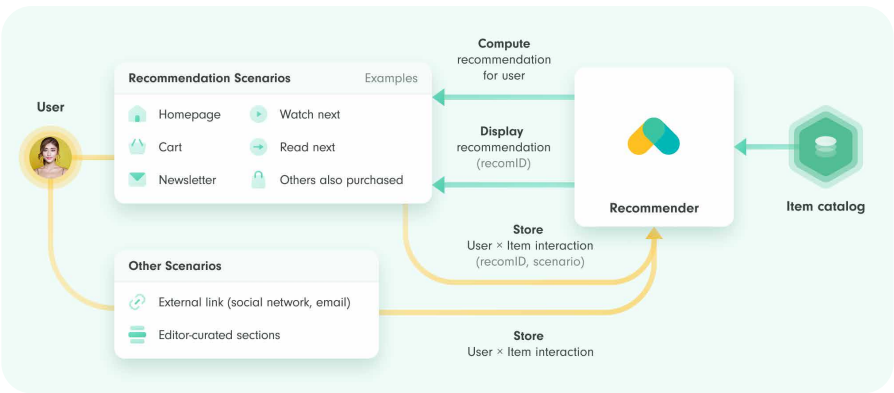 User
Recommendation Scenarios
Examples
Homepage
Watch next
Cart
Read next
Newsletter
Others also purchased
Other Scenarios
External link (social network, email)
Editor-curated sections
Compute
recommendation
for user
Display
recommendation
(recomID)
Store
User × Item interaction
(recomID, scenario)
Store
User × Item interaction
Recommender
Item catalog